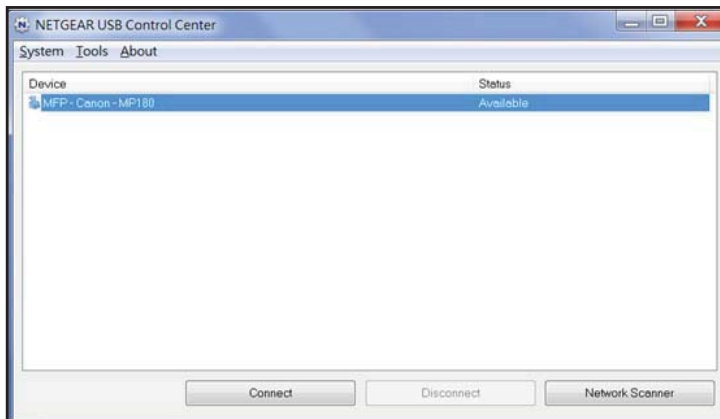 NETGEAR USB Control Center
System Tools About
Device Status
MFP - Canon - MP180 Available
Connect Disconnect Network Scanner